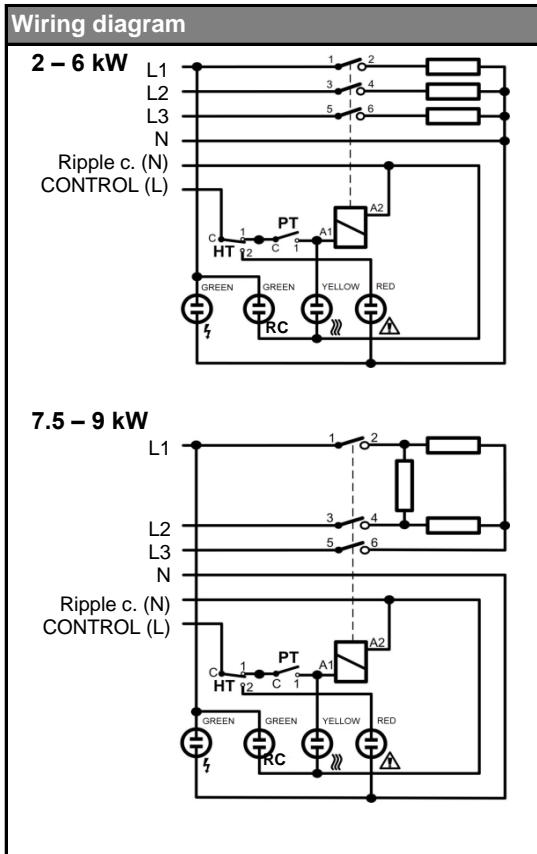 Wiring diagram
2 – 6 kW
L1 1 2
L2 3 4
L3 5 6
N
Ripple c. (N)
CONTROL (L)
A2
C 1 PT A1
HT 2 C 1
GREEN GREEN YELLOW RED
RC
7.5 – 9 kW
L1 1 2
L2 3 4
L3 5 6
N
Ripple c. (N)
CONTROL (L)
A2
C 1 PT A1
HT 2 C 1
GREEN GREEN YELLOW RED
RC